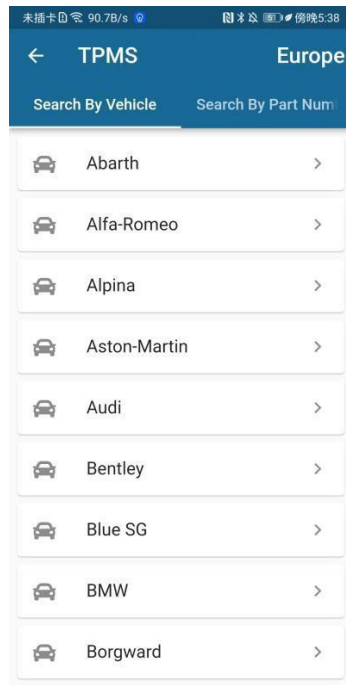 未插卡 90.7B/s 傍晚5:38
TPMS Europe
Search By Vehicle Search By Part Num
Abarth
Alfa-Romeo
Alpina
Aston-Martin
Audi
Bentley
Blue SG
BMW
Borgward